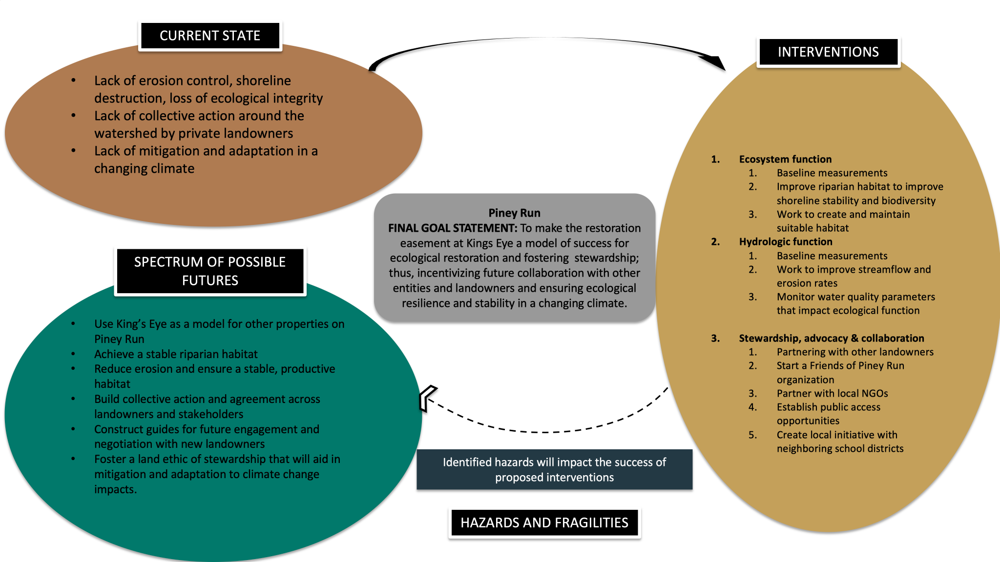 CURRENT STATE
• Lack of erosion control, shoreline
destruction, loss of ecological integrity
• Lack of collective action around the
watershed by private landowners
• Lack of mitigation and adaptation in a
changing climate
INTERVENTIONS
1. Ecosystem function
1. Baseline measurements
2. Improve riparian habitat to improve
shoreline stability and biodiversity
3. Work to create and maintain
suitable habitat
2. Hydrologic function
1. Baseline measurements
2. Work to improve streamflow and
erosion rates
3. Monitor water quality parameters
that impact ecological function
3. Stewardship, advocacy & collaboration
1. Partnering with other landowners
2. Start a Friends of Piney Run
organization
3. Partner with local NGOs
4. Establish public access
opportunities
5. Create local initiative with
neighboring school districts
Piney Run
FINAL GOAL STATEMENT: To make the restoration
easement at Kings Eye a model of success for
ecological restoration and fostering stewardship;
thus, incentivizing future collaboration with other
entities and landowners and ensuring ecological
resilience and stability in a changing climate.
SPECTRUM OF POSSIBLE
FUTURES
• Use King’s Eye as a model for other properties on
Piney Run
• Achieve a stable riparian habitat
• Reduce erosion and ensure a stable, productive
habitat
• Build collective action and agreement across
landowners and stakeholders
• Construct guides for future engagement and
negotiation with new landowners
• Foster a land ethic of stewardship that will aid in
mitigation and adaptation to climate change
impacts.
Identified hazards will impact the success of
proposed interventions
HAZARDS AND FRAGILITIES